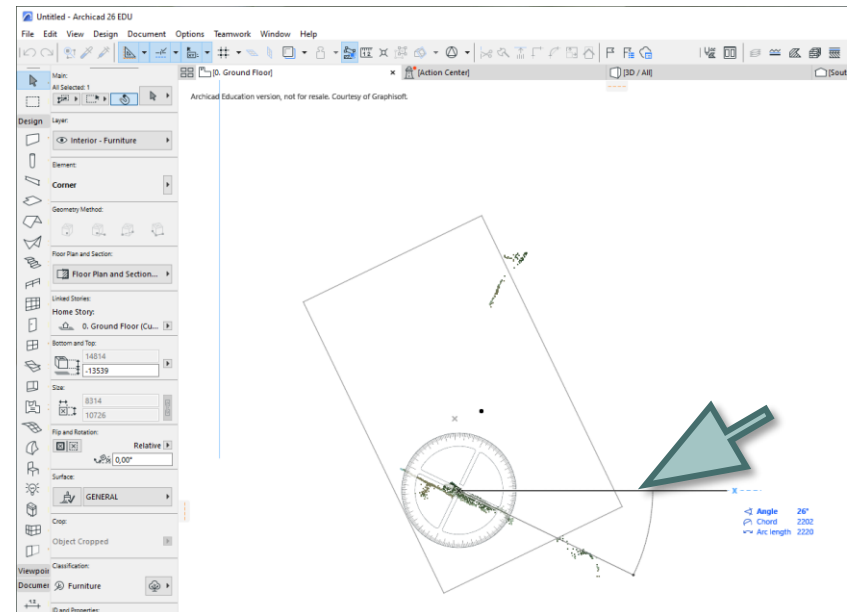 Untitled - Archicad 26 EDU
File Edit View Design Document Options Teamwork Window Help
Main:
All Selected: 1
[0. Ground Floor]
[Action Center]
[3D / All]
[Sout
Archicad Education version, not for resale. Courtesy of Graphisoft.
Design
Layer:
Interior - Furniture
Element:
Corner
Geometry Method:
Floor Plan and Section:
Floor Plan and Section...
Linked Stories:
Home Story:
0. Ground Floor (Cu...
Bottom and Top:
14814
-13539
Size:
8314
10726
Flip and Rotation:
Relative
0,00°
Surface:
GENERAL
Crop:
Object Cropped
Classification:
Viewpoin
Furniture
Documen
ID and Properties:
x
Angle 26°
Chord 2202
Arc length 2220